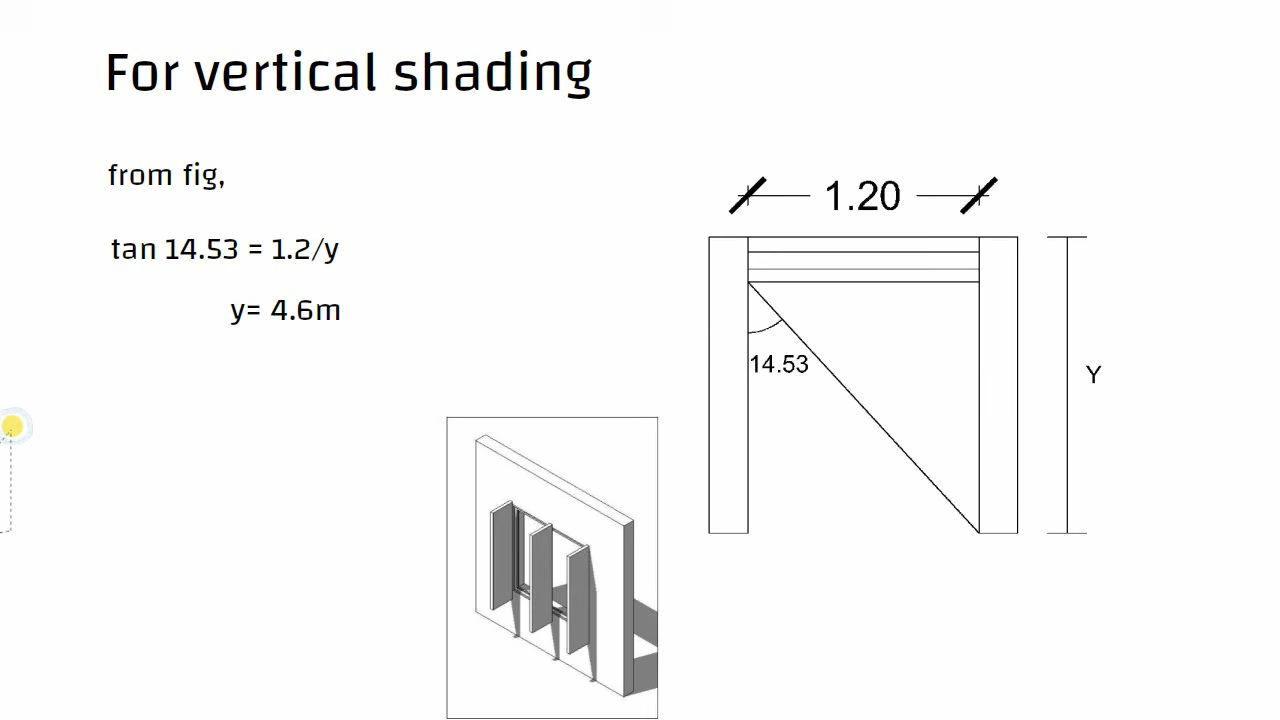 For vertical shading
from fig,
tan 14.53 = 1.2/y
y= 4.6m
1.20
14.53
Y